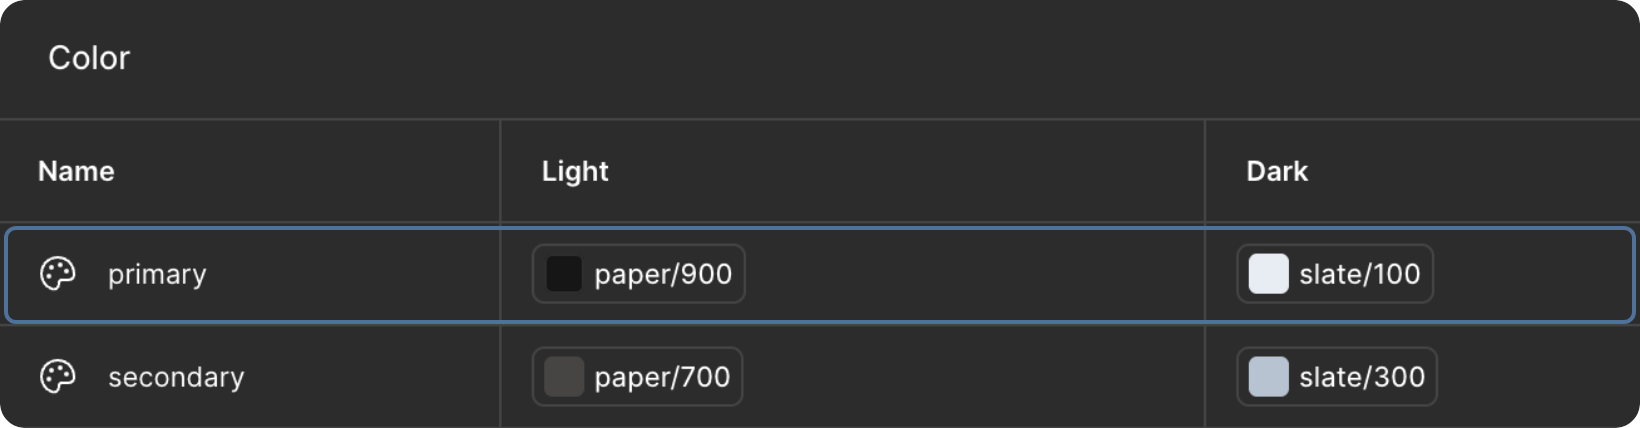 Color
Name Light Dark
primary paper/900 slate/100
secondary paper/700 slate/300